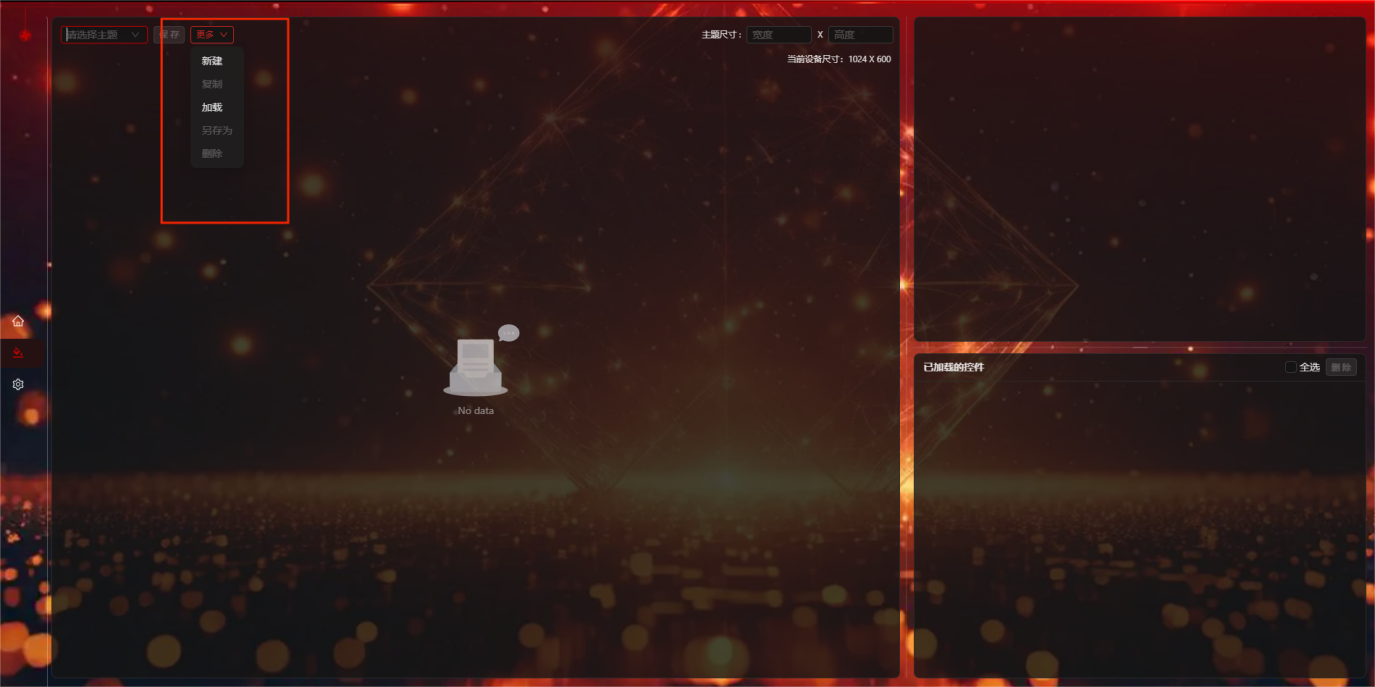 请选择主题 保存 更多
主题尺寸： 宽度 X 高度
当前设备尺寸：1024 X 600
新建
复制
加载
另存为
删除
No data
已加载的控件 全选 删除